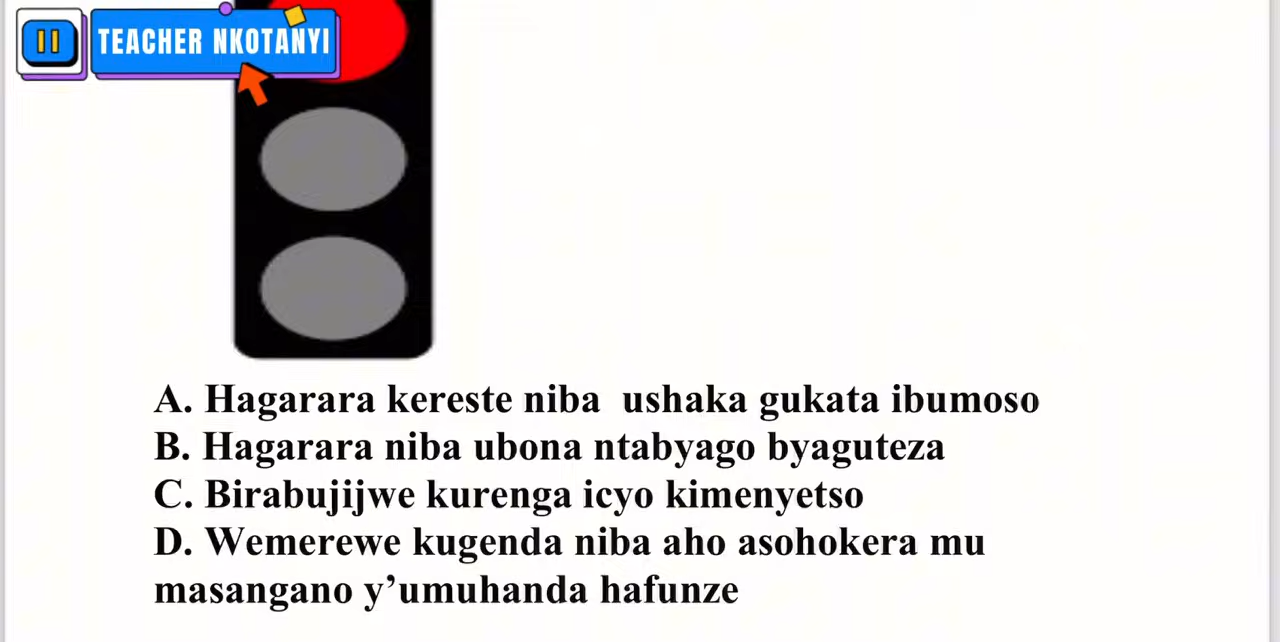 TEACHER NKOTANYI
A. Hagarara kereste niba ushaka gukata ibumoso
B. Hagarara niba ubona ntabyago byaguteza
C. Birabujijwe kurenga icyo kimenyetso
D. Wemerewe kugenda niba aho asohokera mu
masangano y’umuhanda hafunze